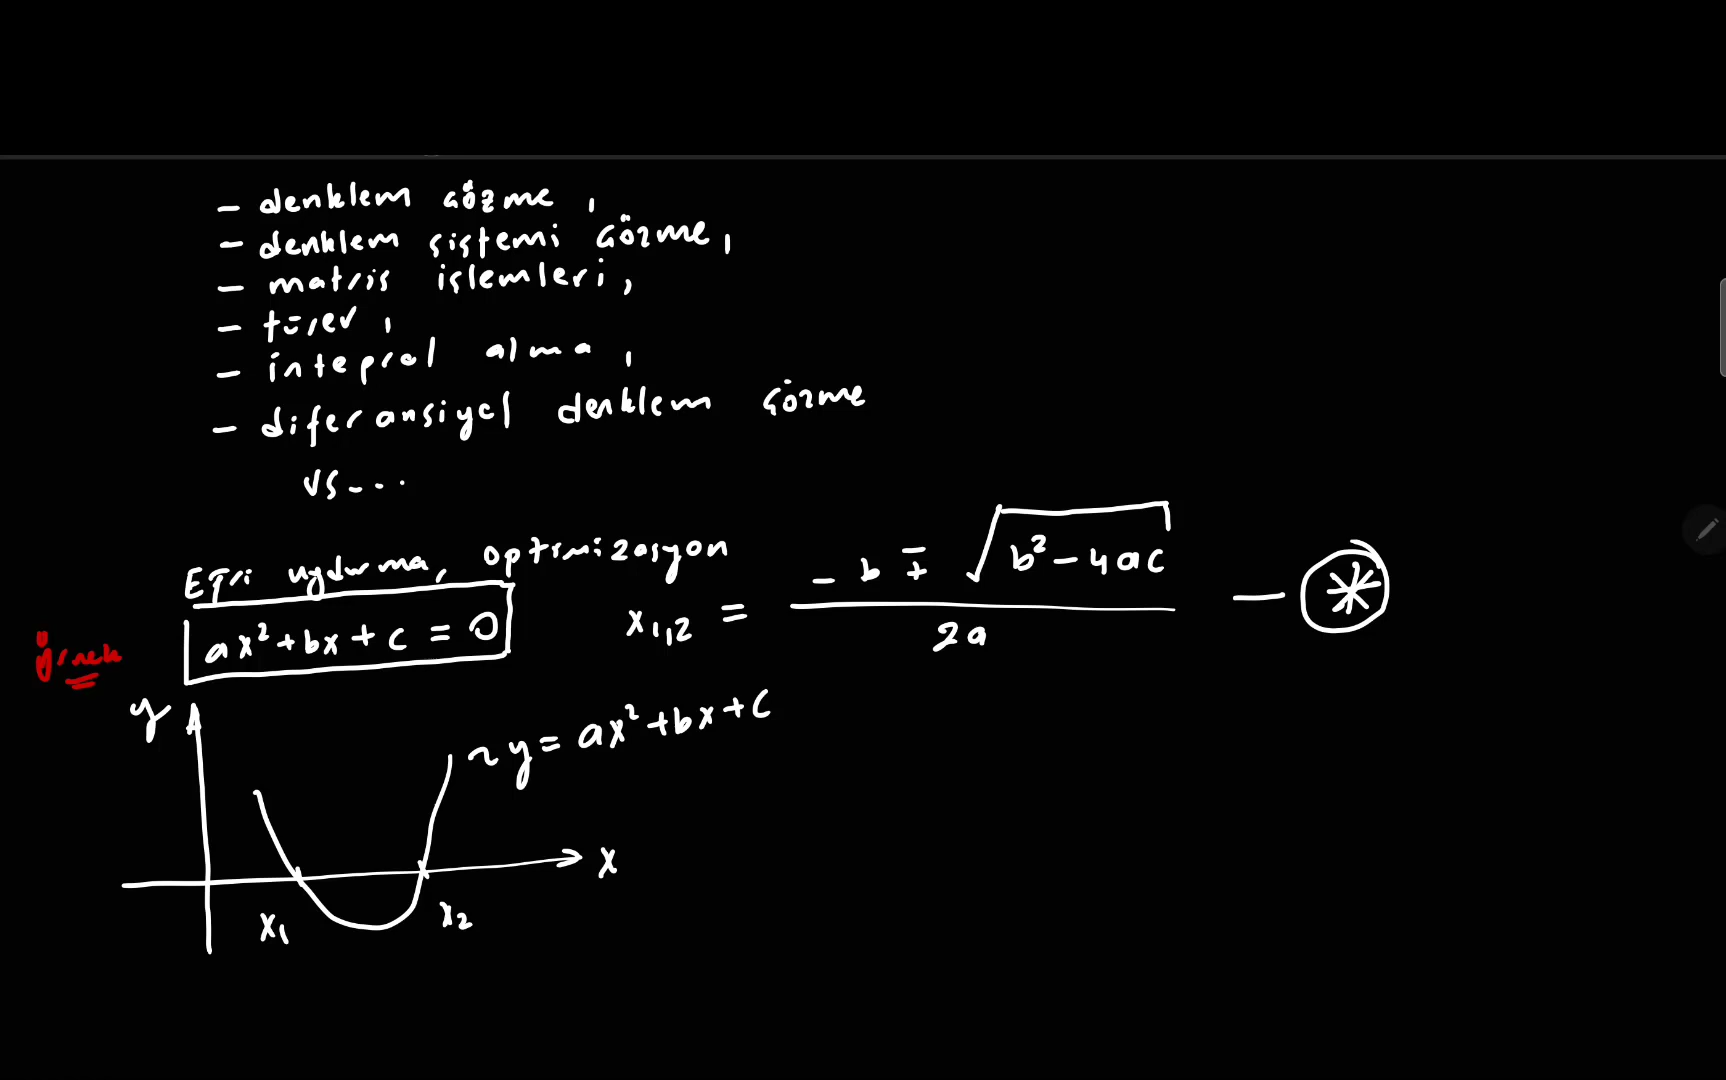 - denklem çözme,
- denklem sistemi çözme,
- matris işlemleri,
- türev,
- integral alma,
- diferansiyel denklem çözme
vs...
Eğri uydurma, optimizasyon
örnek
ax² + bx + c = 0
x₁,₂ = (-b ∓ √(b² - 4ac)) / 2a — ⊛
y
~ y = ax² + bx + c
x
x₁ x₂